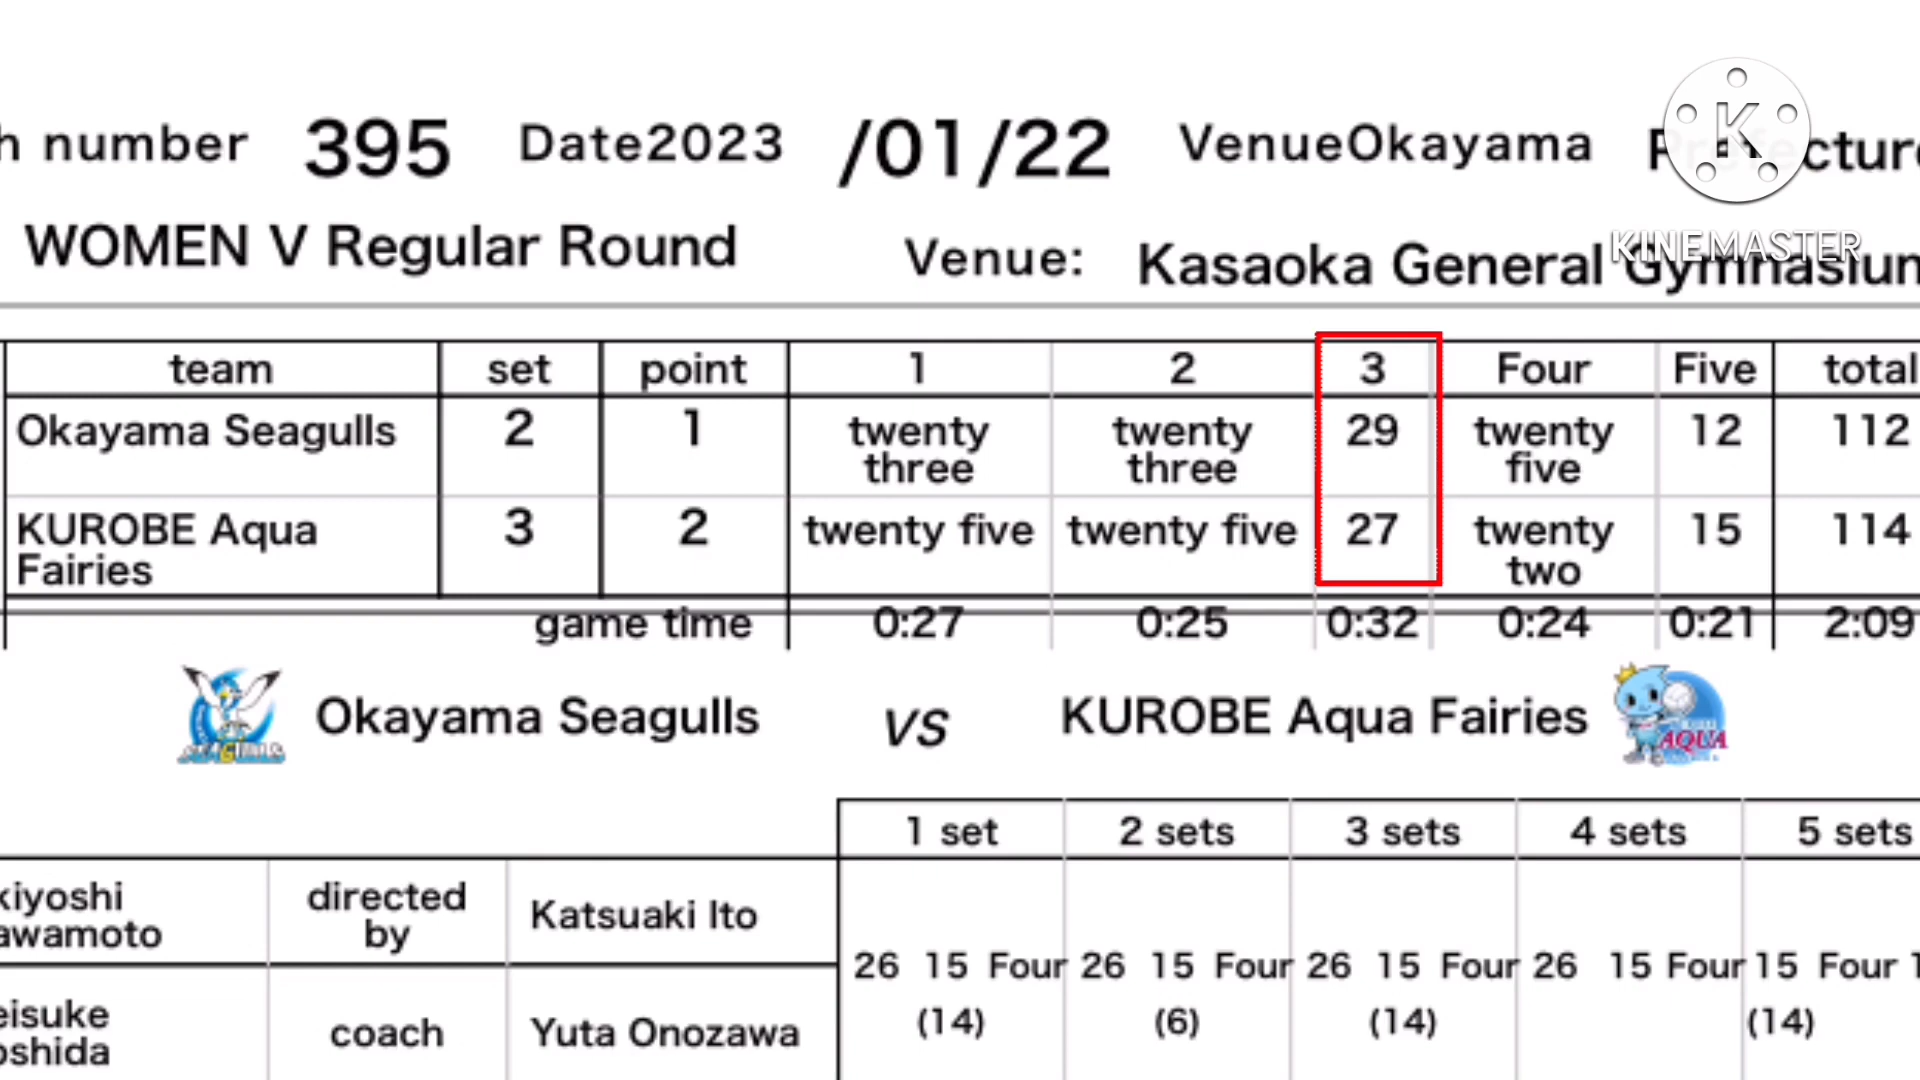 h number 395 Date2023 /01/22 VenueOkayama Prefecture
KINEMASTER
WOMEN V Regular Round Venue: Kasaoka General Gymnasium
team set point 1 2 3 Four Five total
Okayama Seagulls 2 1 twenty three twenty three 29 twenty five 12 112
KUROBE Aqua Fairies 3 2 twenty five twenty five 27 twenty two 15 114
game time 0:27 0:25 0:32 0:24 0:21 2:09
Okayama Seagulls VS KUROBE Aqua Fairies
AQUA
1 set 2 sets 3 sets 4 sets 5 sets
kiyoshi awamoto directed by Katsuaki Ito
26 15 Four 26 15 Four 26 15 Four 26 15 Four 15 Four 1
(14) (6) (14) (14)
eisuke oshida coach Yuta Onozawa